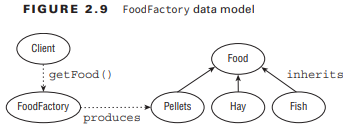 FIGURE 2.9 FoodFactory data model
Client
Food
getFood()
inherits
FoodFactory
Pellets
Hay
Fish
produces